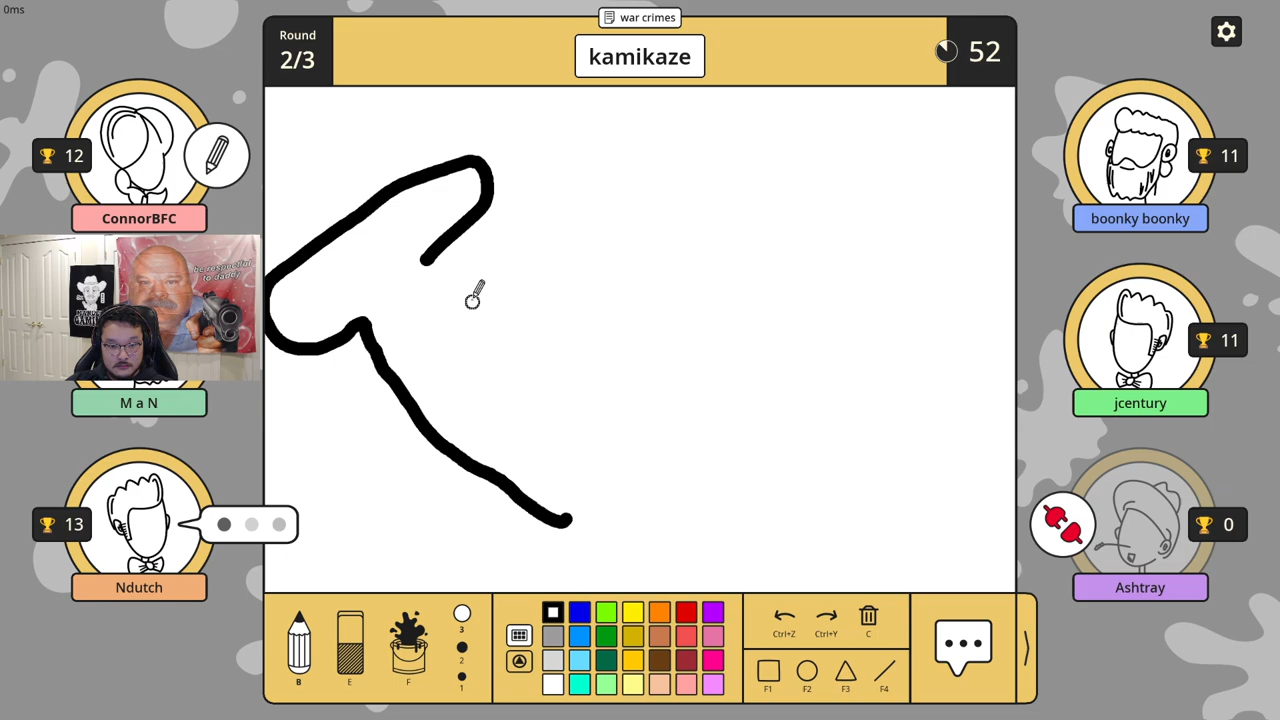 0ms
war crimes
Round
2/3
kamikaze
52
12
ConnorBFC
11
boonky boonky
be respectful
to daddy
M a N
11
jcentury
13
Ndutch
0
Ashtray
B
E
F
3
2
1
Ctrl+Z
Ctrl+Y
C
F1
F2
F3
F4